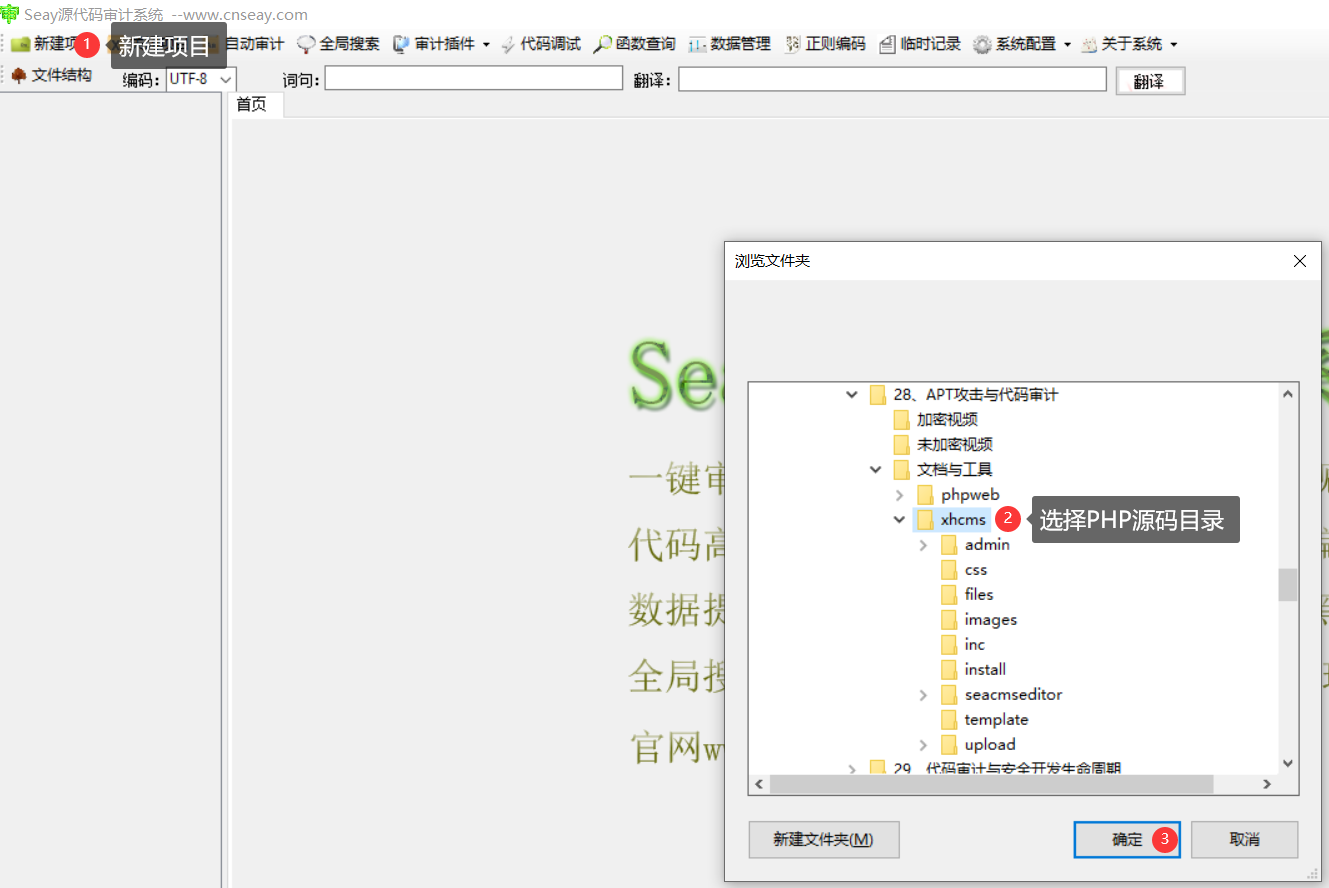 Seay源代码审计系统 --www.cnseay.com
新建项 1 新建项目 自动审计 全局搜索 审计插件 代码调试 函数查询 数据管理 正则编码 临时记录 系统配置 关于系统
文件结构 编码: UTF-8 词句: 翻译: 翻译
首页
Sea
一键审
代码高
数据提
全局搜
官网w
浏览文件夹
28、APT攻击与代码审计
加密视频
未加密视频
文档与工具
phpweb
xhcms 2 选择PHP源码目录
admin
css
files
images
inc
install
seacmseditor
template
upload
29、代码审计与安全开发生命周期
新建文件夹(M) 确定 3 取消